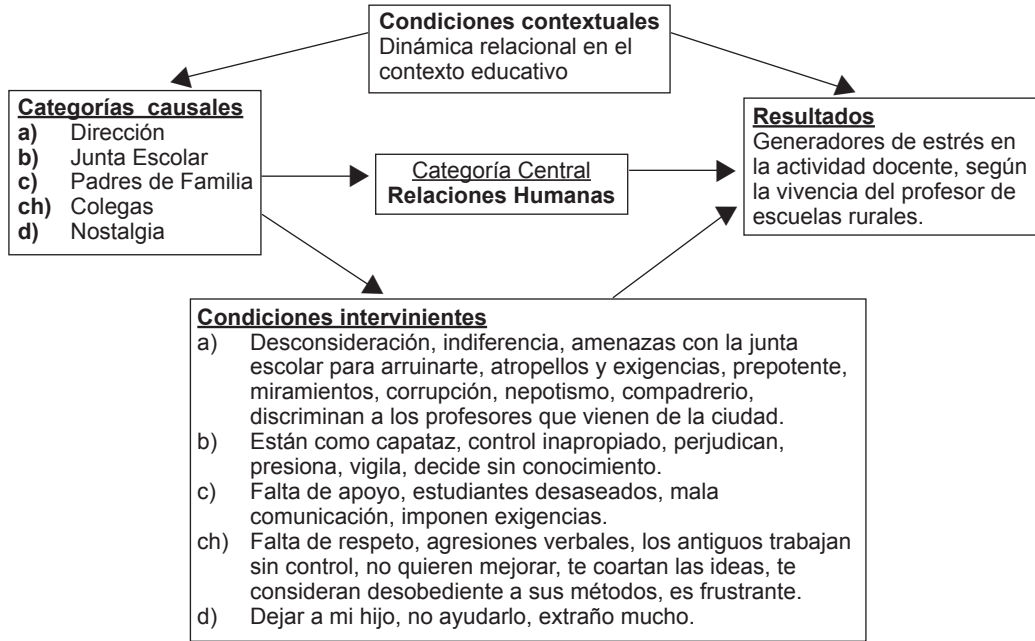 Condiciones contextuales
Dinámica relacional en el
contexto educativo
Categorías causales
a) Dirección
b) Junta Escolar
c) Padres de Familia
ch) Colegas
d) Nostalgia
Categoría Central
Relaciones Humanas
Resultados
Generadores de estrés en
la actividad docente, según
la vivencia del profesor de
escuelas rurales.
Condiciones intervinientes
a) Desconsideración, indiferencia, amenazas con la junta
escolar para arruinarte, atropellos y exigencias, prepotente,
miramientos, corrupción, nepotismo, compadrerio,
discriminan a los profesores que vienen de la ciudad.
b) Están como capataz, control inapropiado, perjudican,
presiona, vigila, decide sin conocimiento.
c) Falta de apoyo, estudiantes desaseados, mala
comunicación, imponen exigencias.
ch) Falta de respeto, agresiones verbales, los antiguos trabajan
sin control, no quieren mejorar, te coartan las ideas, te
consideran desobediente a sus métodos, es frustrante.
d) Dejar a mi hijo, no ayudarlo, extraño mucho.